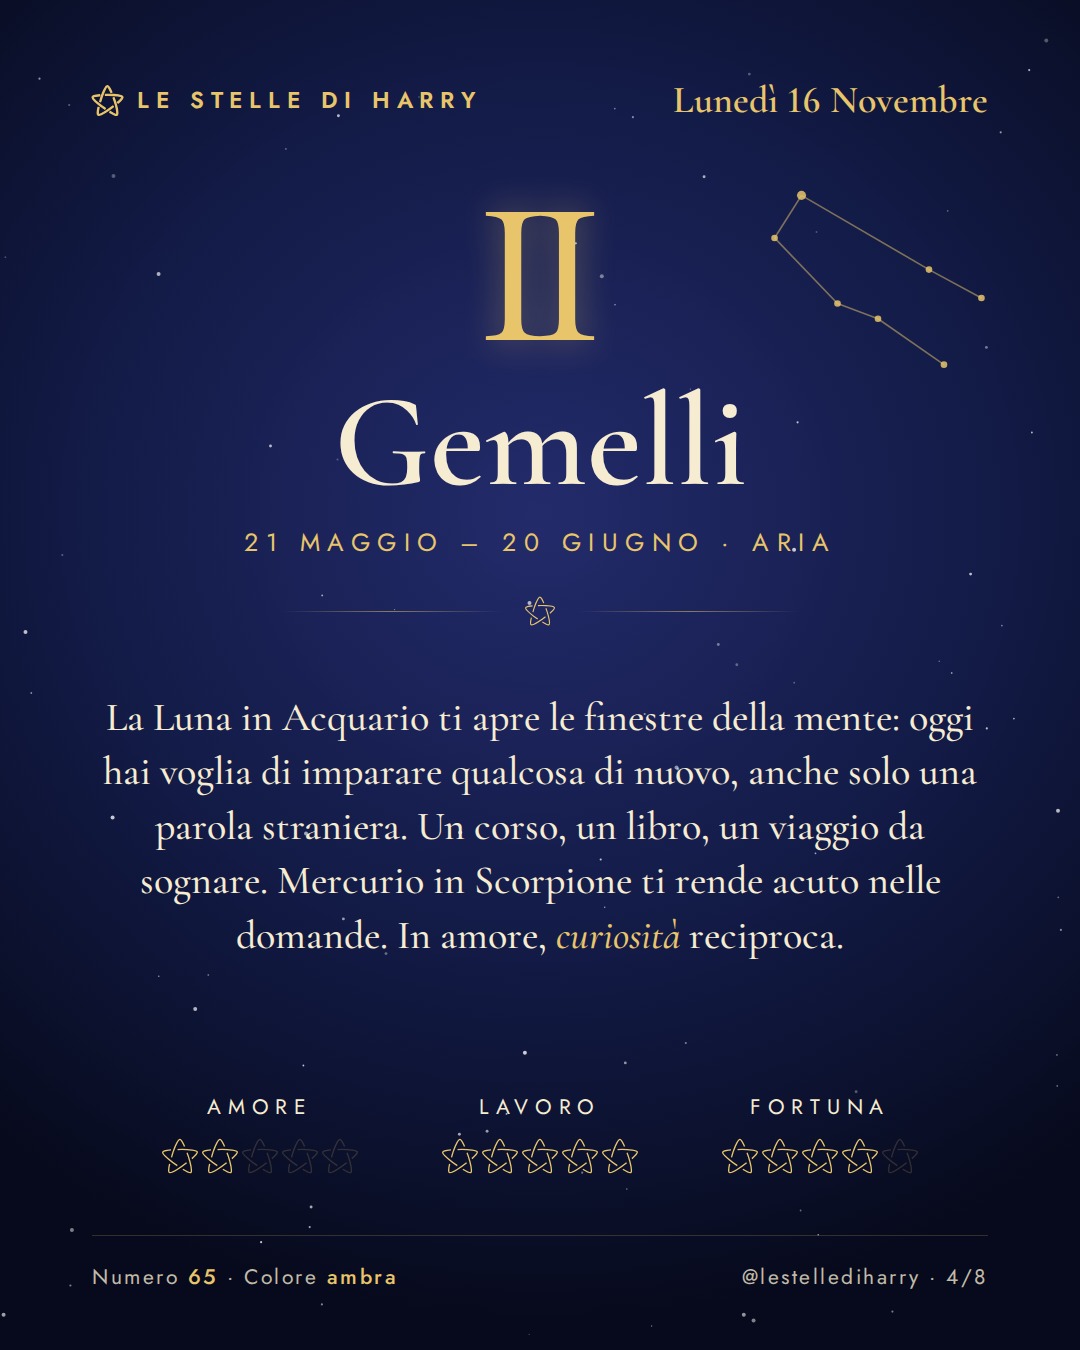 LE STELLE DI HARRY
Lunedì 16 Novembre
Gemelli
21 MAGGIO – 20 GIUGNO · ARIA
La Luna in Acquario ti apre le finestre della mente: oggi
hai voglia di imparare qualcosa di nuovo, anche solo una
parola straniera. Un corso, un libro, un viaggio da
sognare. Mercurio in Scorpione ti rende acuto nelle
domande. In amore, curiosità reciproca.
AMORE
LAVORO
FORTUNA
Numero 65 · Colore ambra
@lestellediharry · 4/8